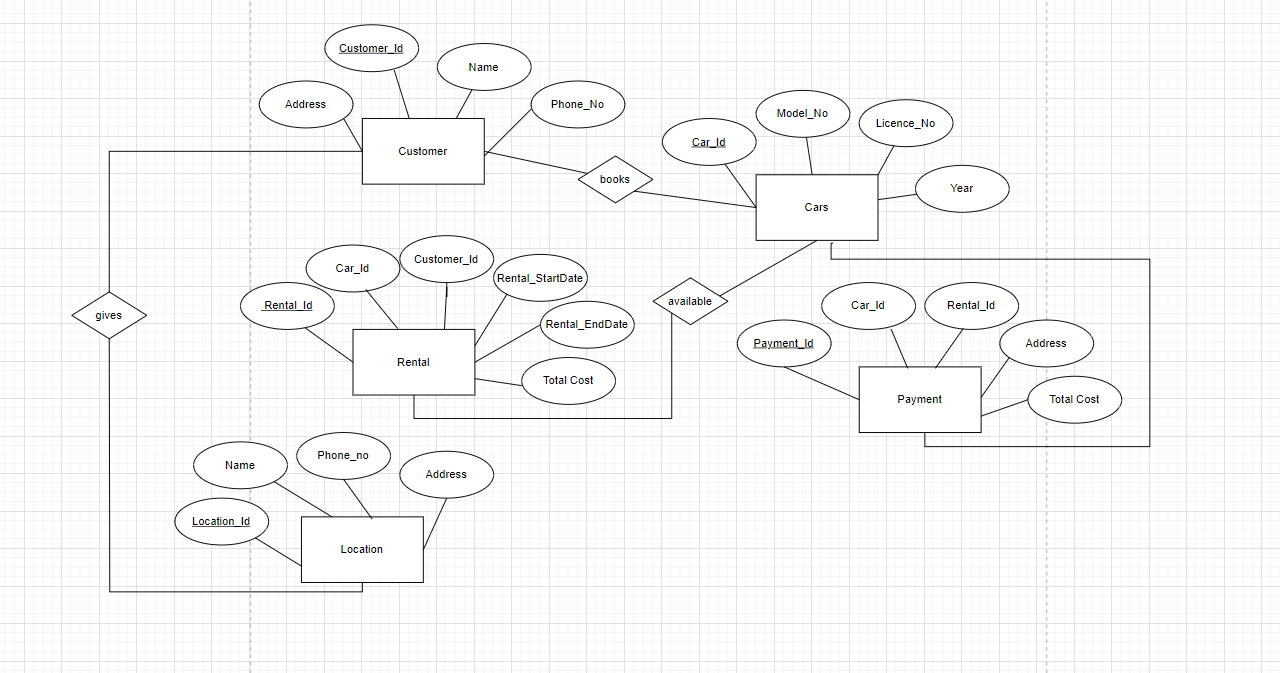 Customer_Id
Name
Address
Phone_No
Customer
books
Car_Id
Model_No
Licence_No
Year
Cars
gives
Rental_Id
Car_Id
Customer_Id
Rental_StartDate
Rental_EndDate
Total Cost
Rental
available
Payment_Id
Car_Id
Rental_Id
Address
Total Cost
Payment
Name
Phone_no
Address
Location_Id
Location